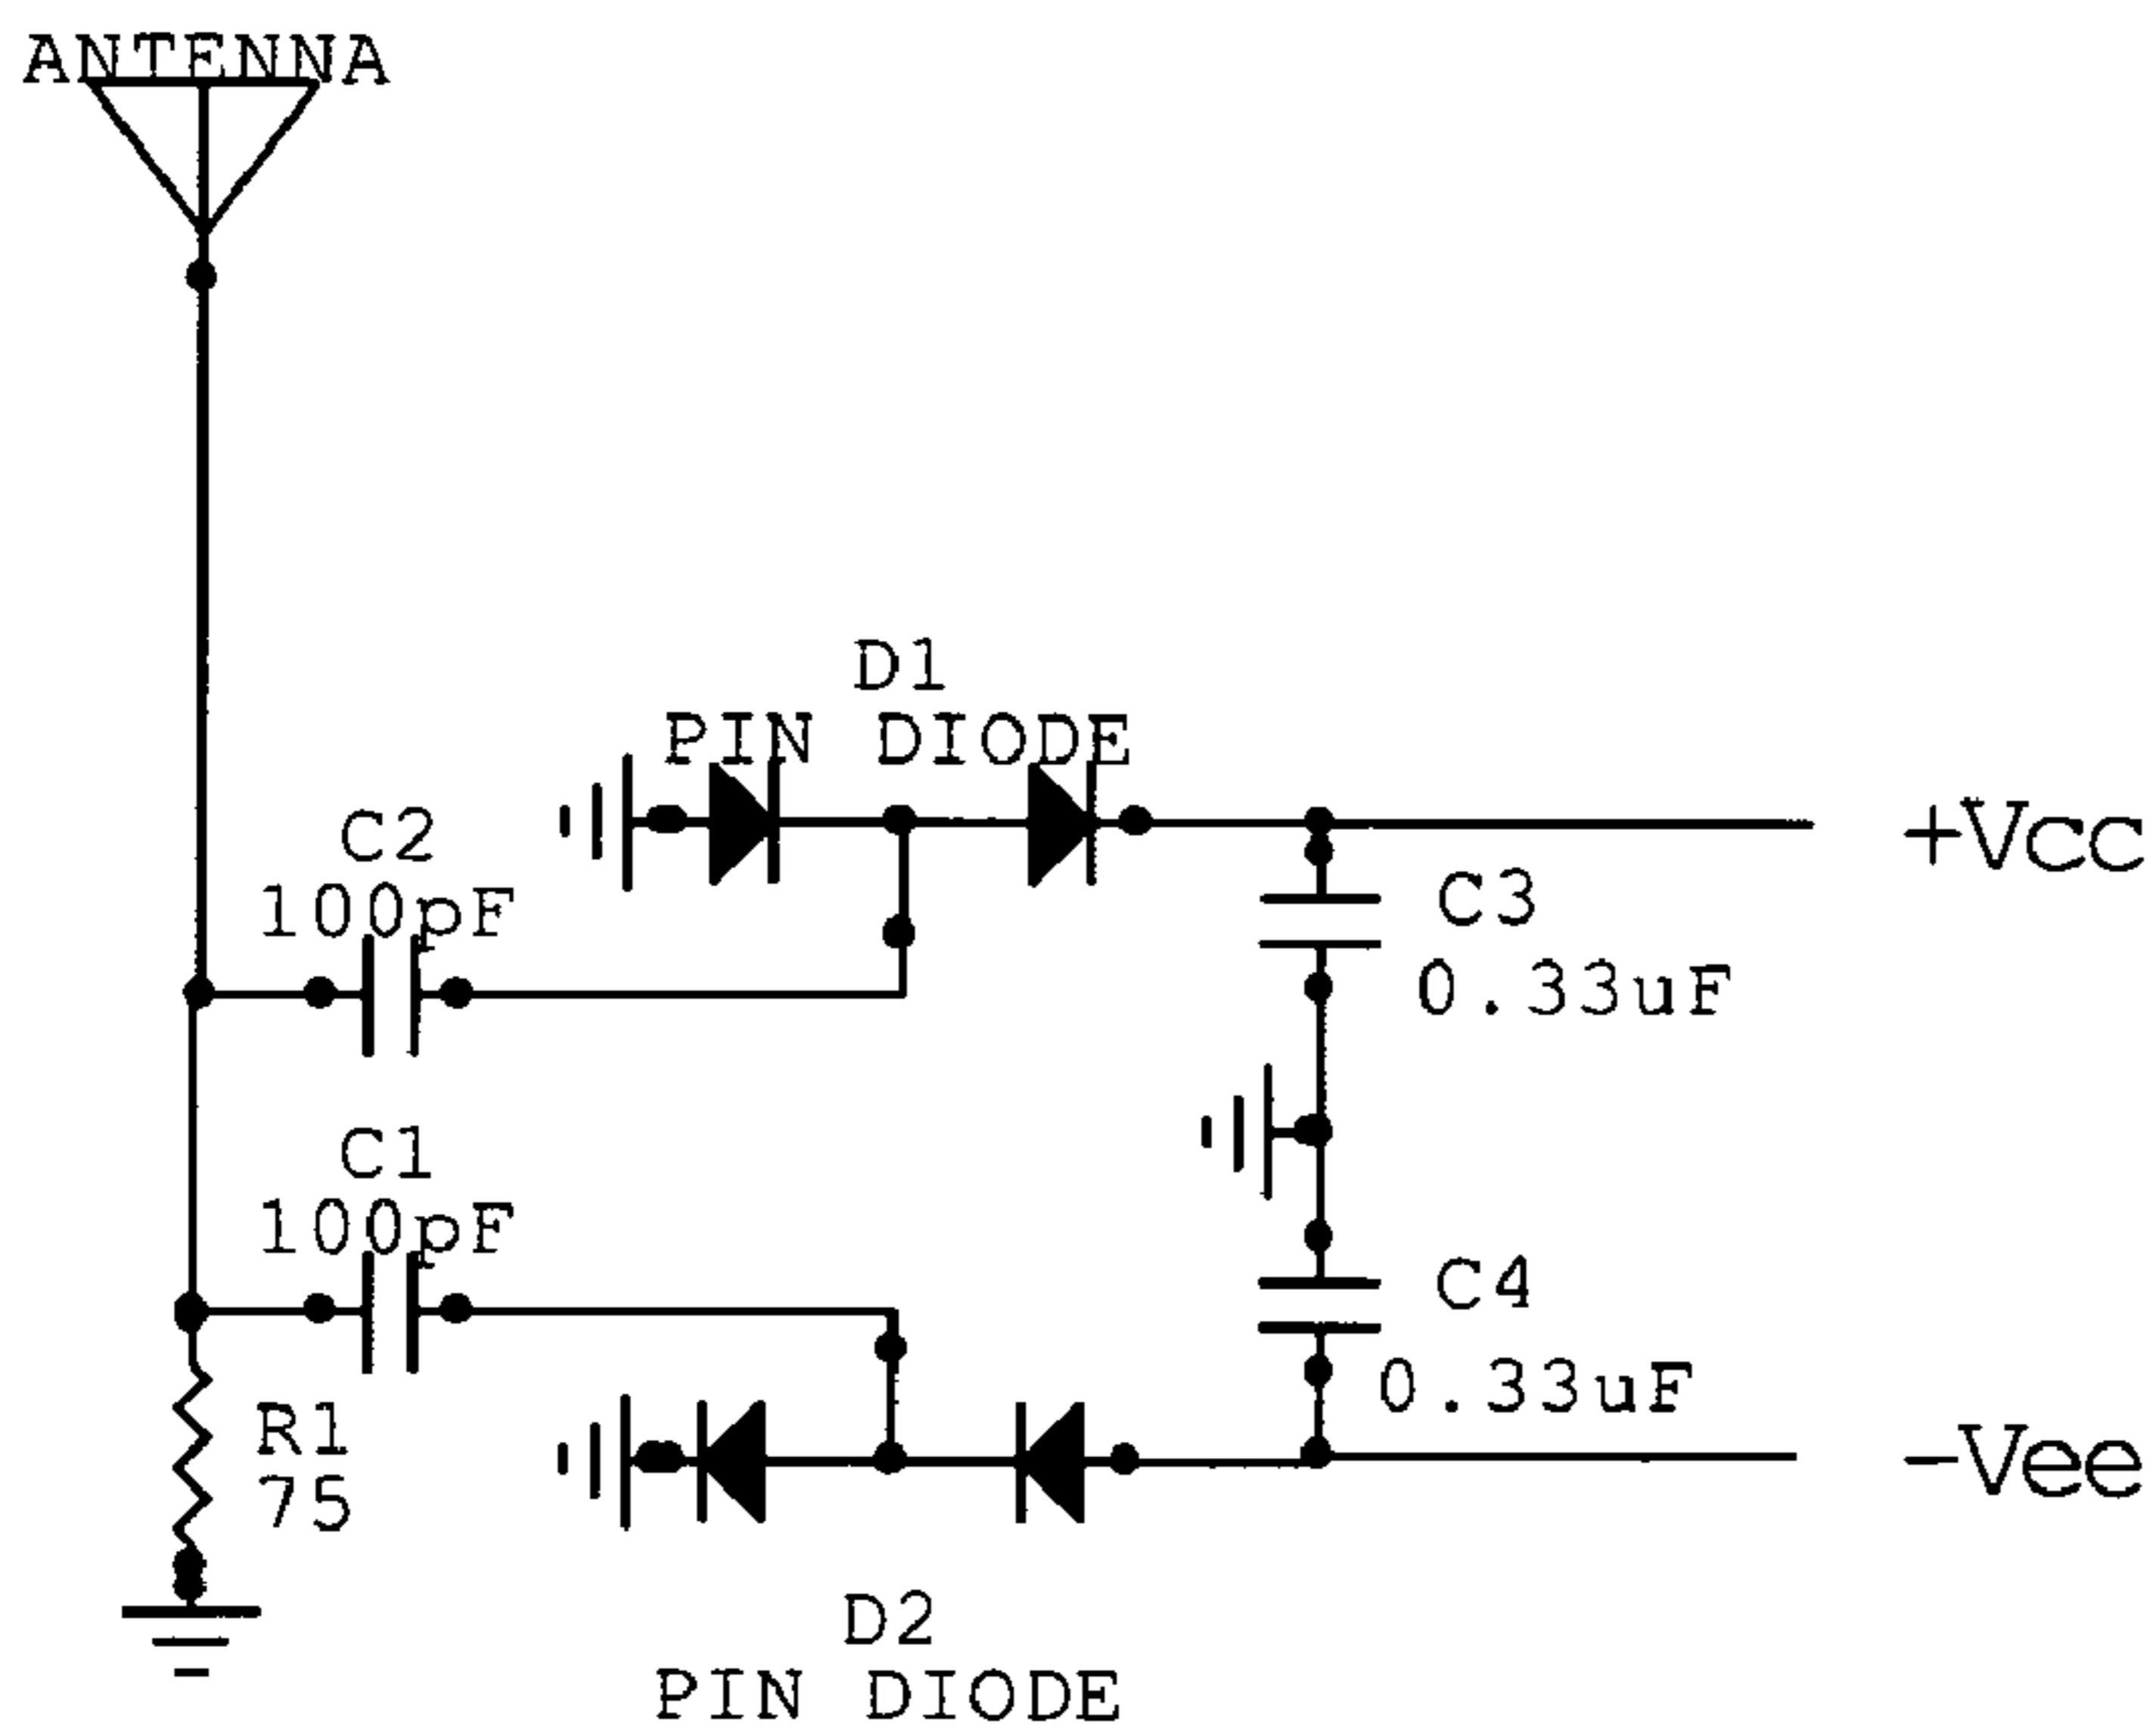 ANTENNA
D1
PIN DIODE
C2
100pF
+Vcc
C3
0.33uF
C1
100pF
C4
0.33uF
R1
75
-Vee
D2
PIN DIODE